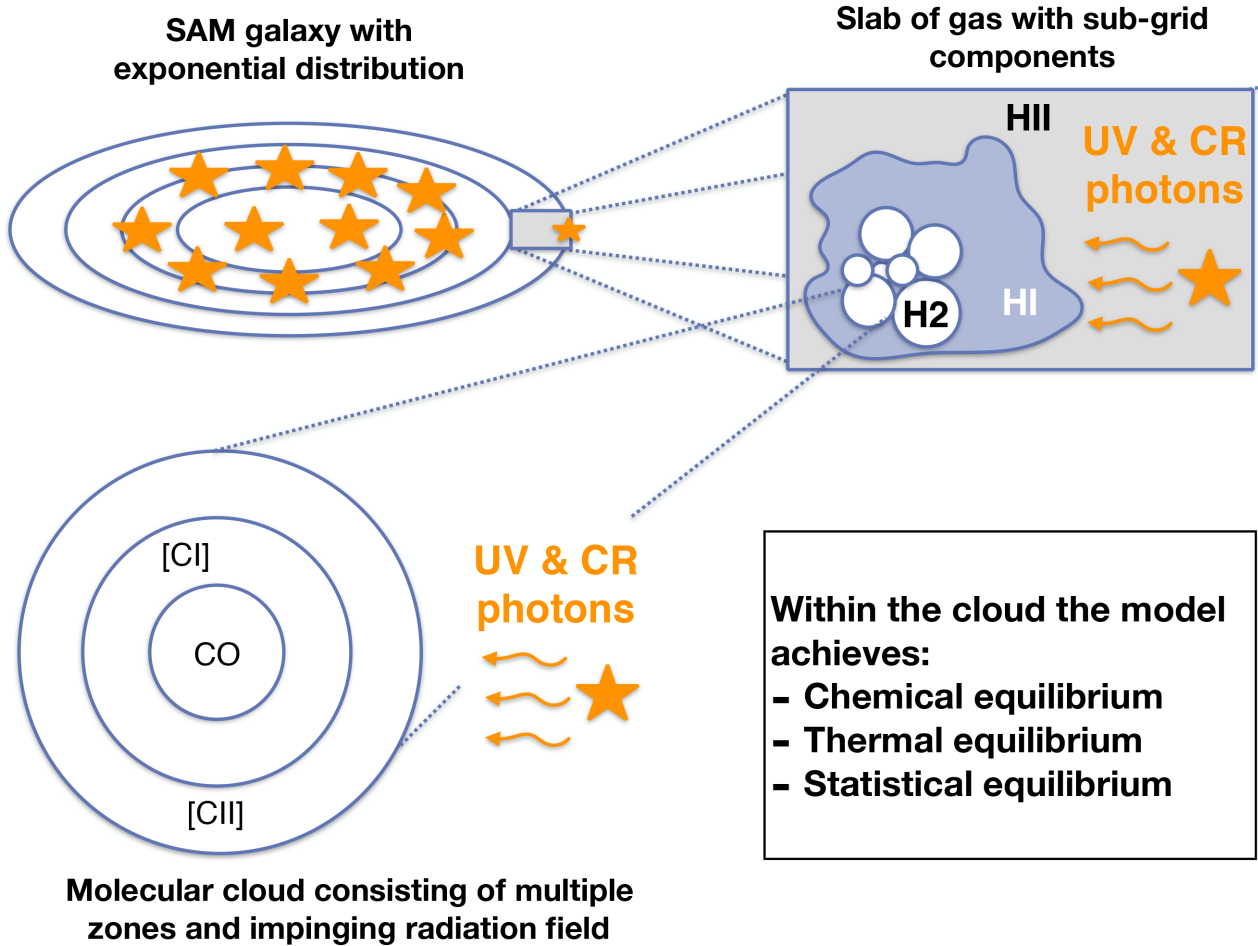 SAM galaxy with
exponential distribution
Slab of gas with sub-grid
components
HII
UV & CR
photons
HI
H2
[CI]
CO
[CII]
UV & CR
photons
Molecular cloud consisting of multiple
zones and impinging radiation field
Within the cloud the model
achieves:
- Chemical equilibrium
- Thermal equilibrium
- Statistical equilibrium